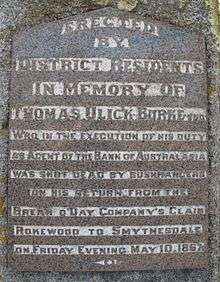 ERECTED
BY
DISTRICT RESIDENTS
IN MEMORY OF
THOMAS ULICK BURKE
WHO IN THE EXECUTION OF HIS DUTY
AS AGENT OF THE BANK OF AUSTRALASIA
WAS SHOT DEAD BY BUSHRANGERS
ON HIS RETURN FROM THE
BREAK O'DAY COMPANY'S CLAIM
ROKEWOOD TO SMYTHESDALE
ON FRIDAY EVENING MAY 10. 1867